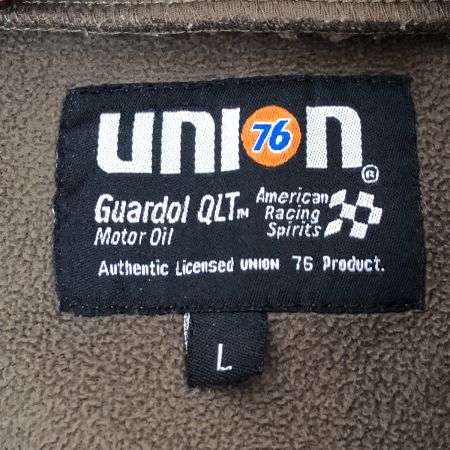 UNION
76
®
Guardol QLT™
Motor Oil
American
Racing
Spirits
Authentic Licensed UNION 76 Product.
L